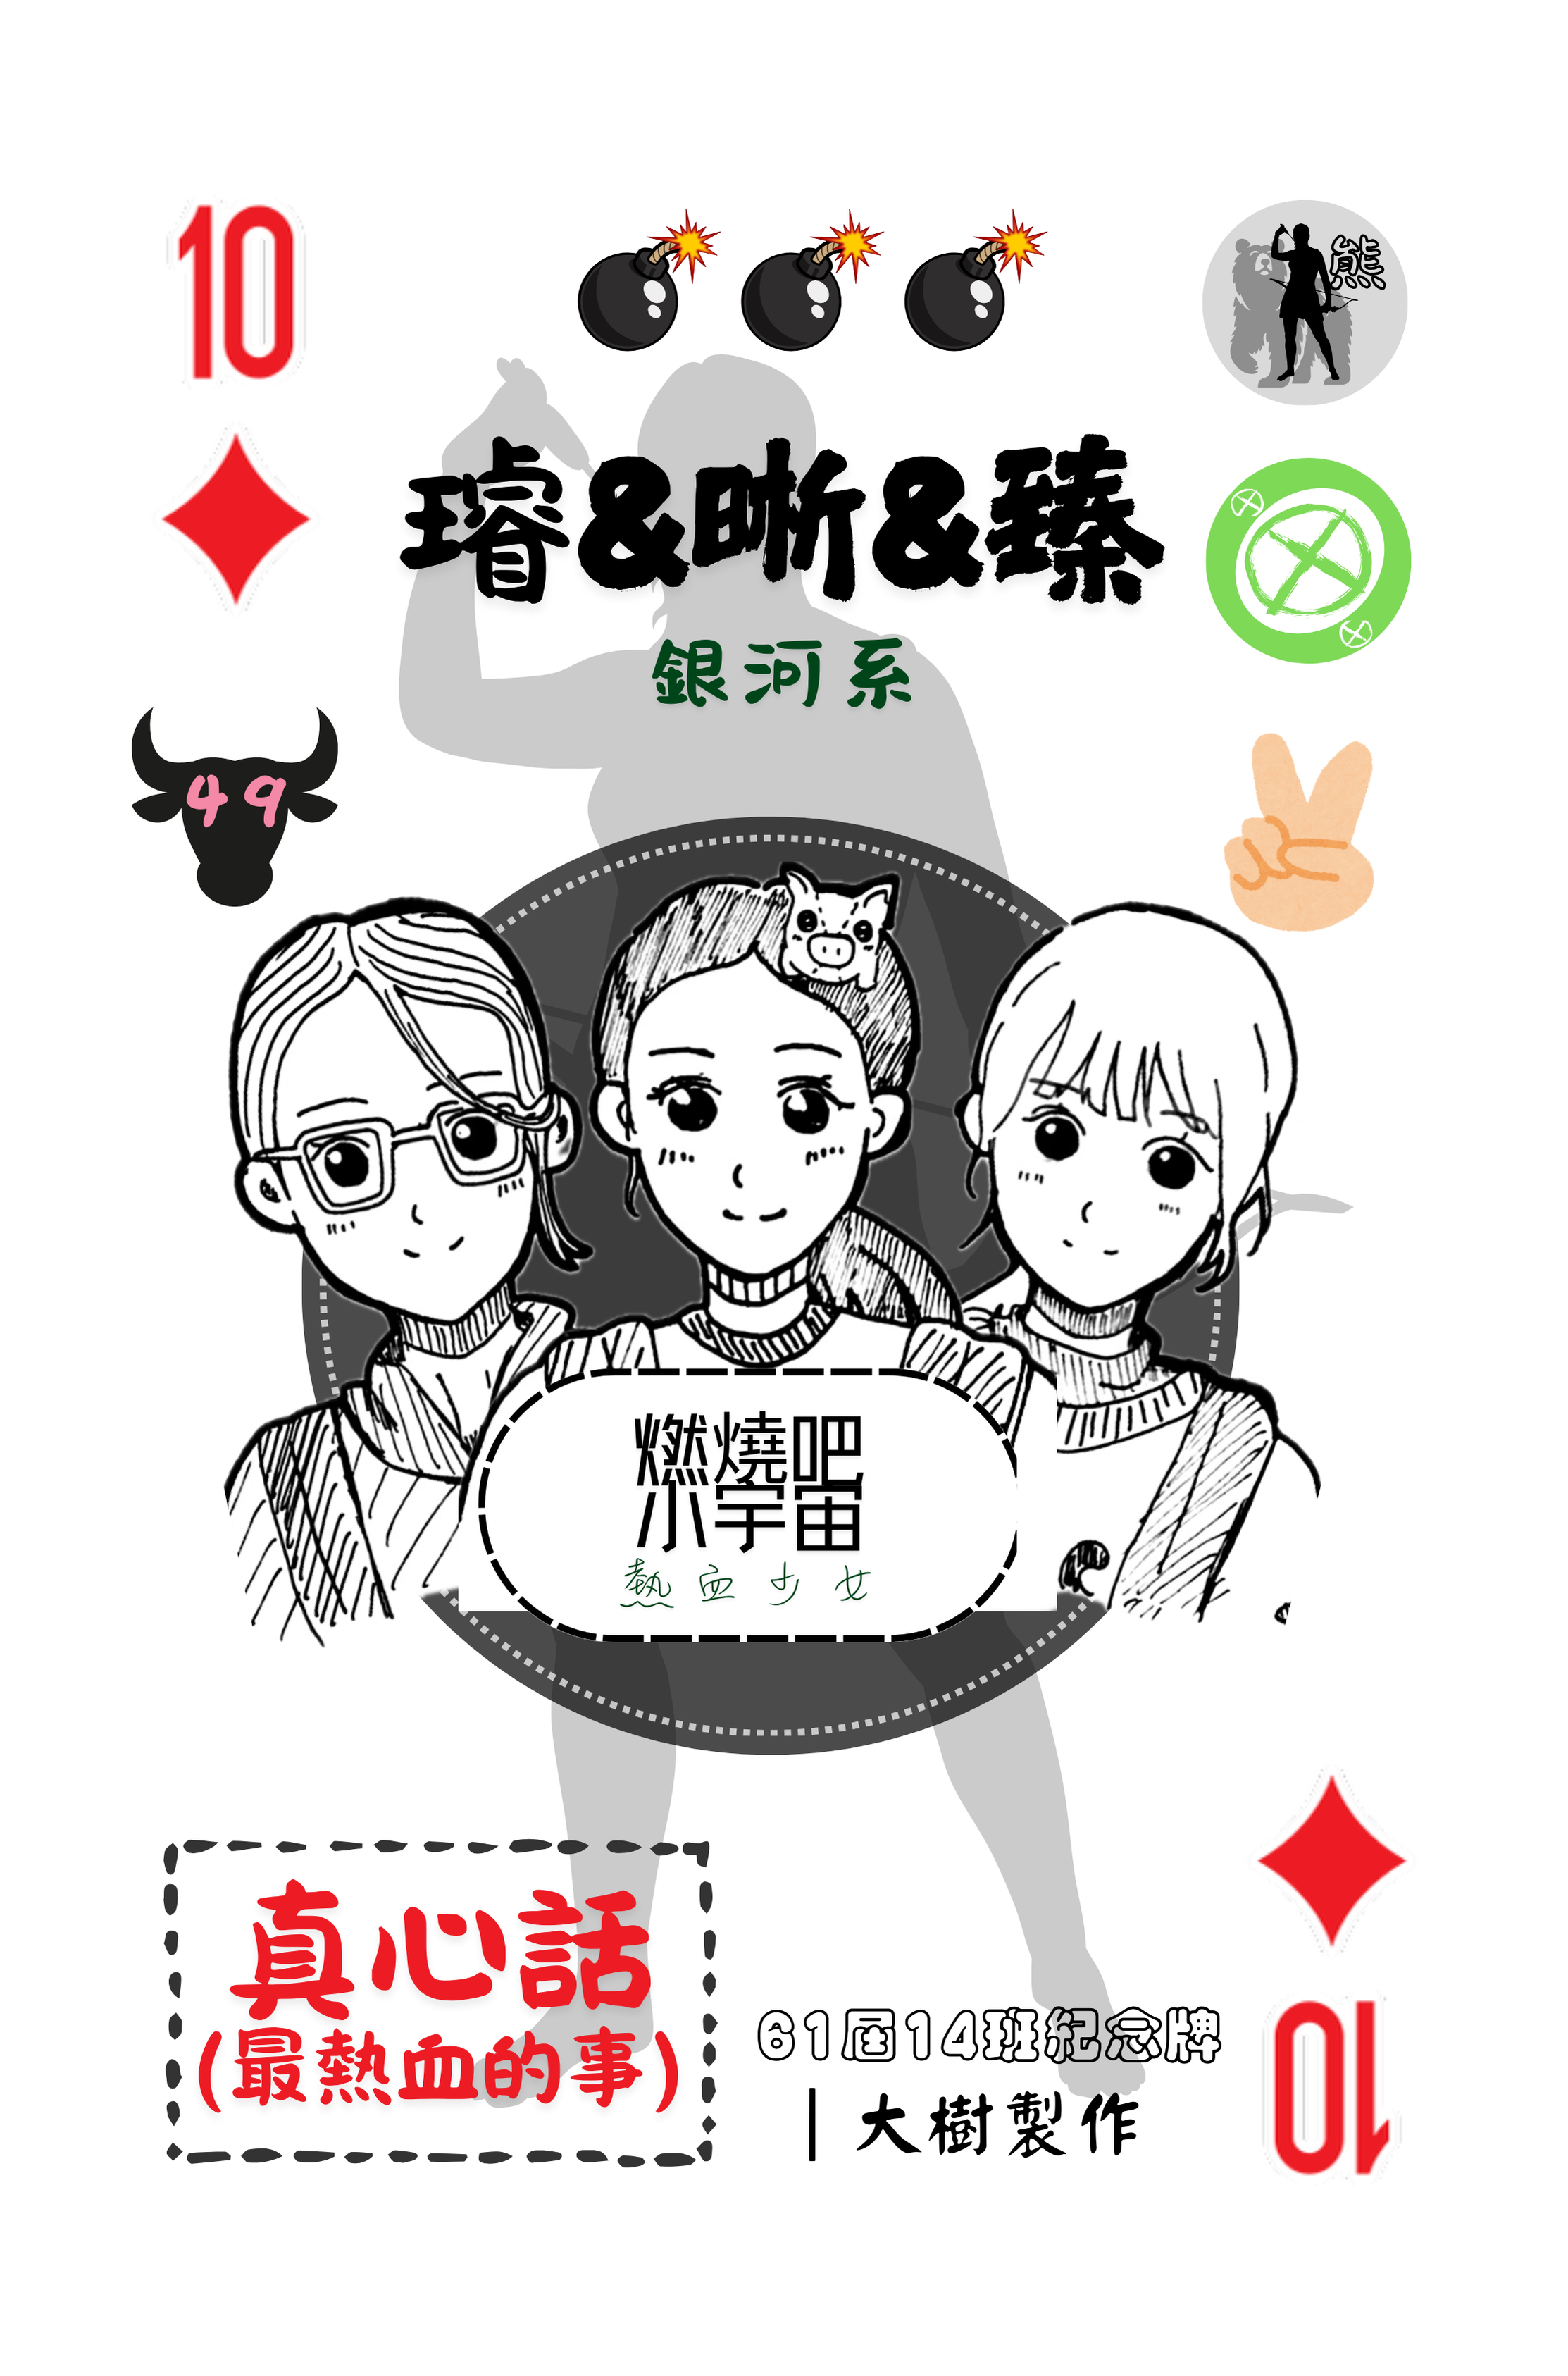 10
熊
璿&晰&臻
銀河系
49
燃燒吧
小宇宙
熱血少女
真心話
(最熱血的事)
61屆14班紀念牌
| 大樹製作
10